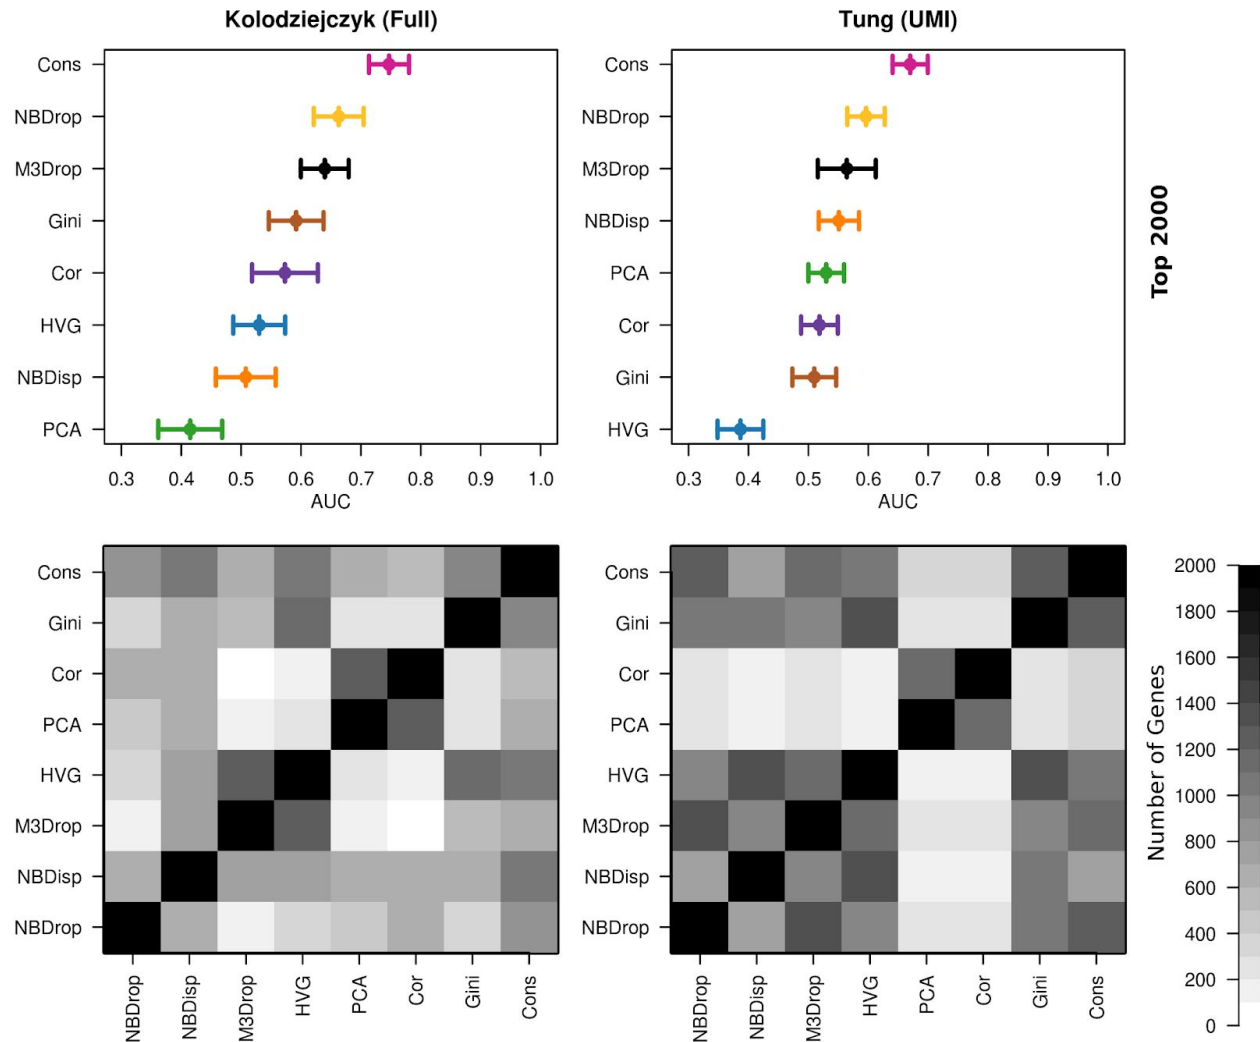 Kolodziejczyk (Full)
Cons
NBDrop
M3Drop
Gini
Cor
HVG
NBDisp
PCA
0.3 0.4 0.5 0.6 0.7 0.8 0.9 1.0
AUC
Tung (UMI)
Cons
NBDrop
M3Drop
NBDisp
PCA
Cor
Gini
HVG
0.3 0.4 0.5 0.6 0.7 0.8 0.9 1.0
AUC
Top 2000
Cons
Gini
Cor
PCA
HVG
M3Drop
NBDisp
NBDrop
NBDrop NBDisp M3Drop HVG PCA Cor Gini Cons
Cons
Gini
Cor
PCA
HVG
M3Drop
NBDisp
NBDrop
NBDrop NBDisp M3Drop HVG PCA Cor Gini Cons
Number of Genes
2000
1800
1600
1400
1200
1000
800
600
400
200
0